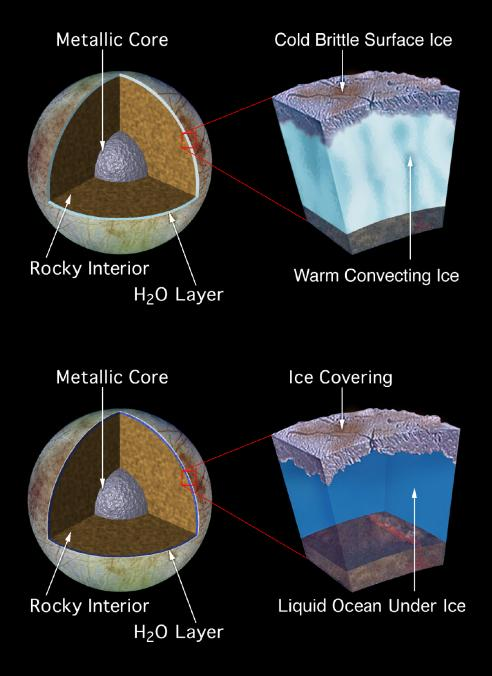 Metallic Core
Cold Brittle Surface Ice
Rocky Interior
H₂O Layer
Warm Convecting Ice
Metallic Core
Ice Covering
Rocky Interior
H₂O Layer
Liquid Ocean Under Ice